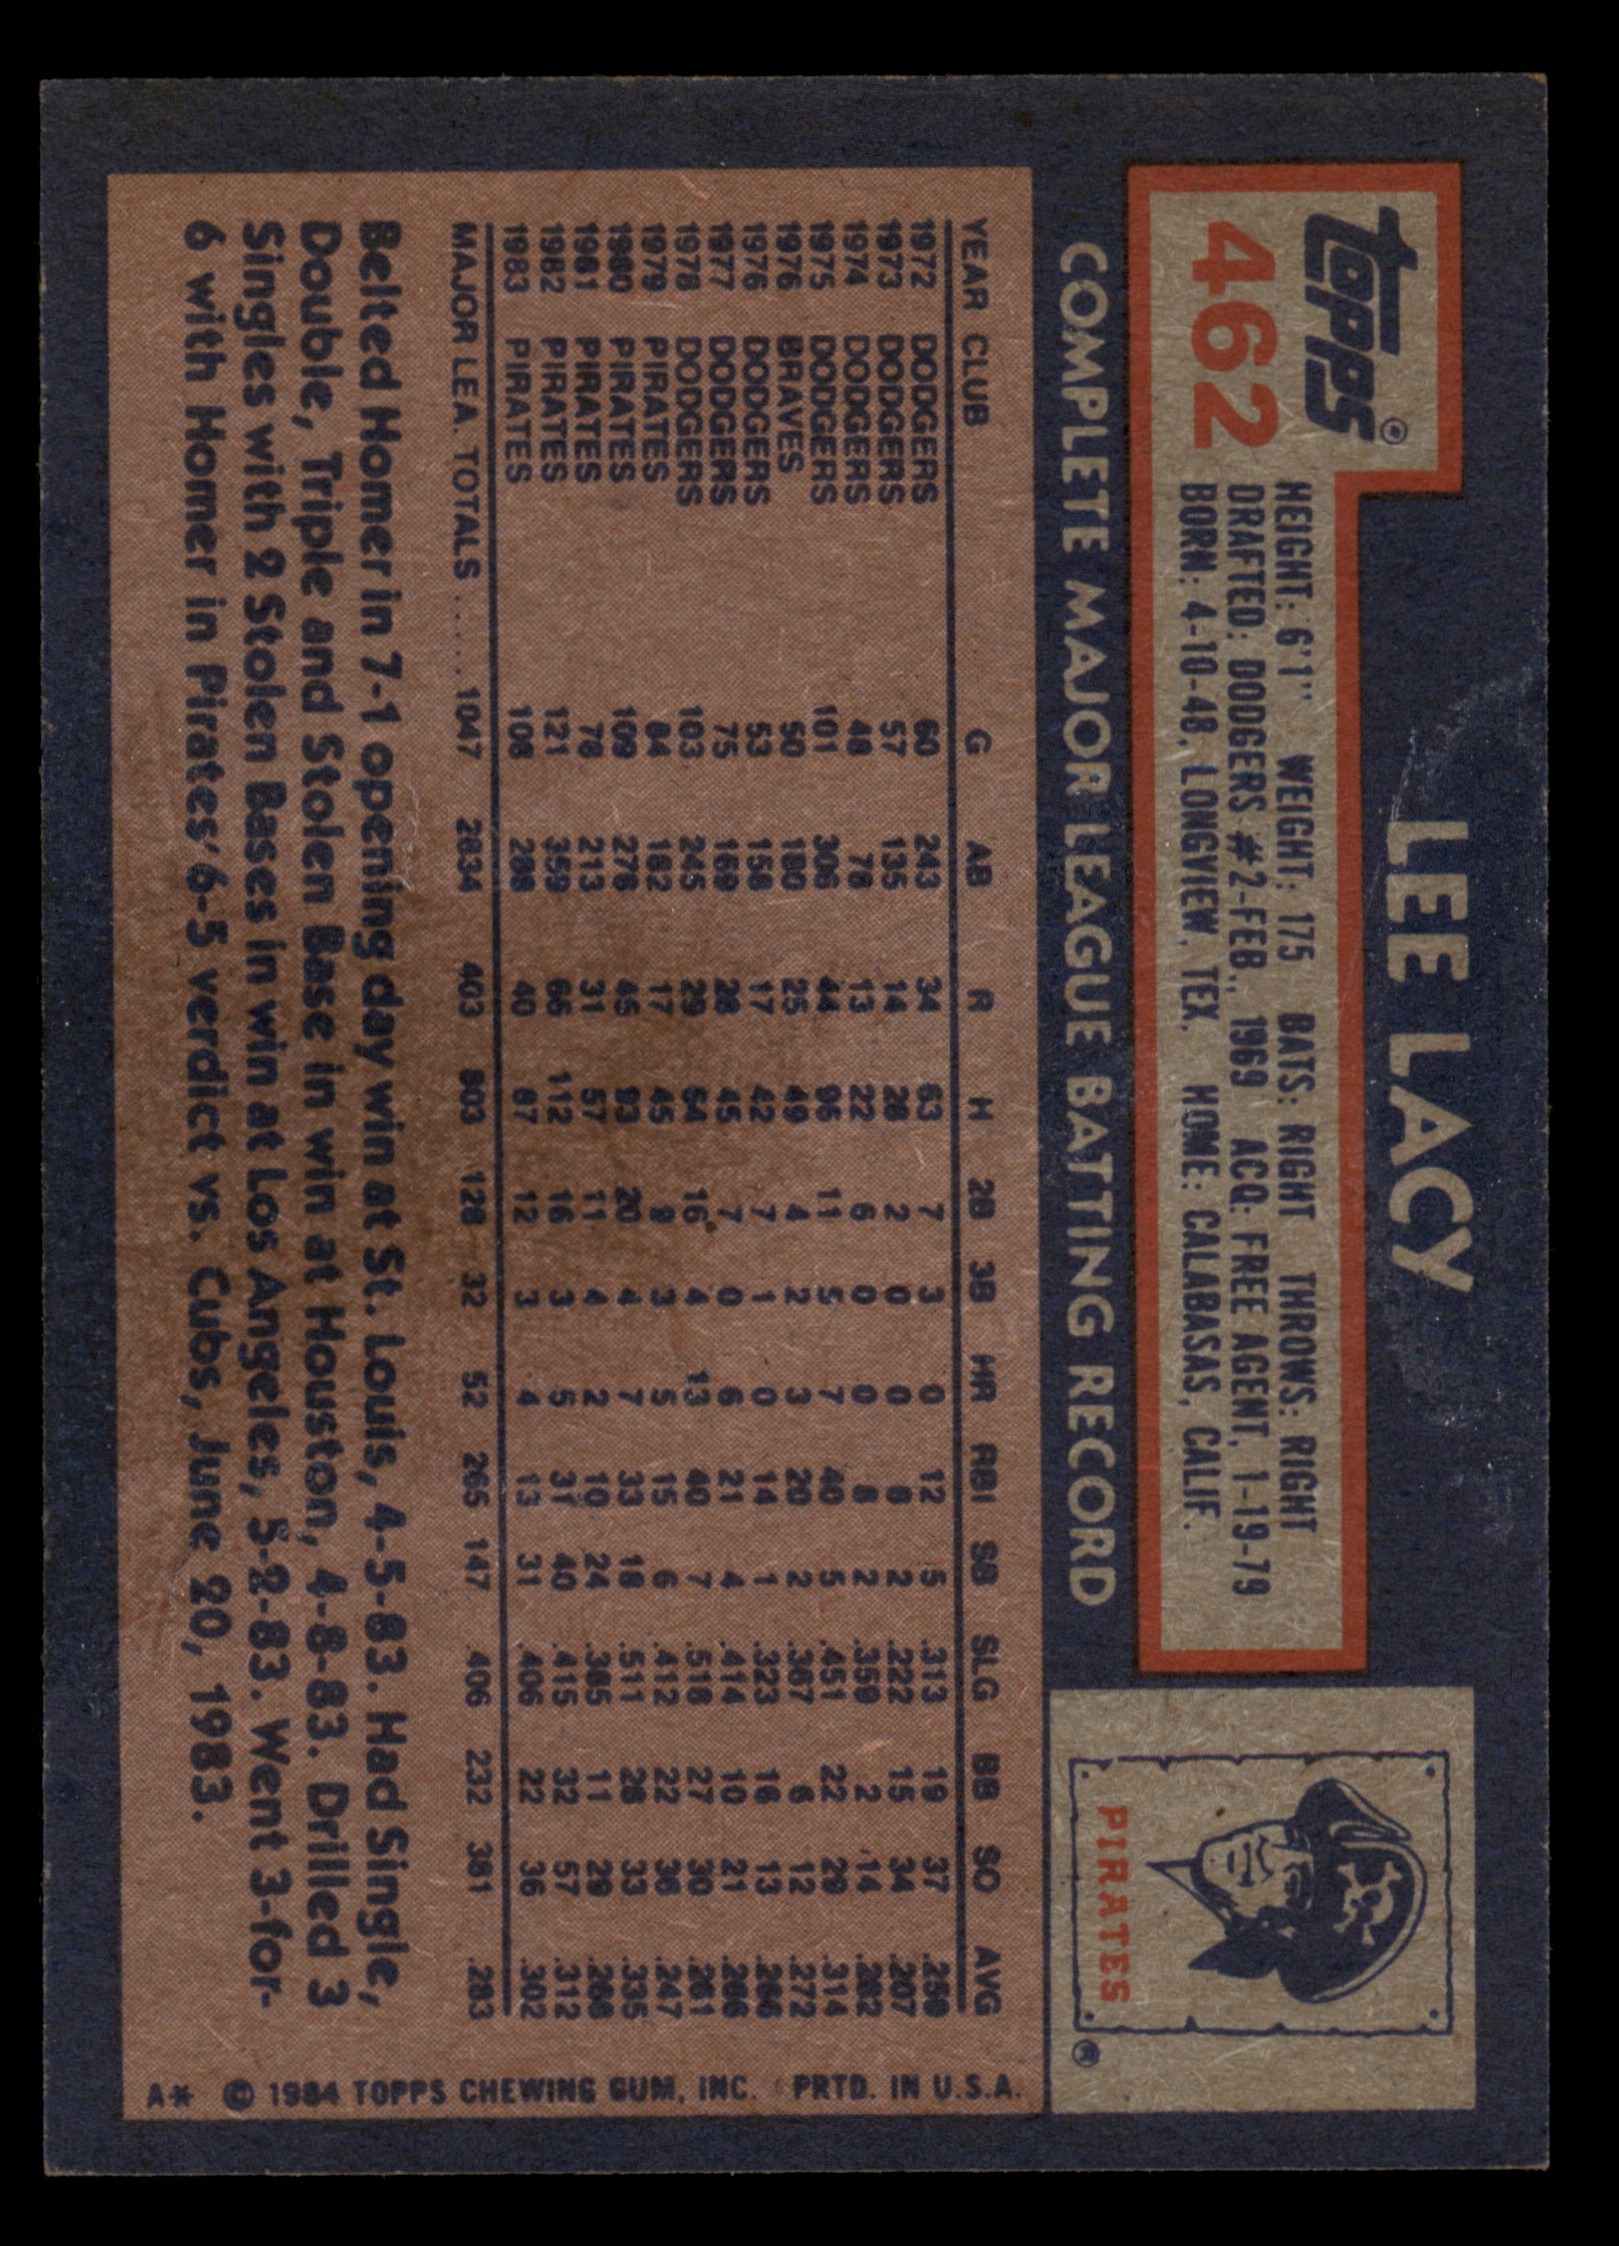 LEE LACY
Topps®
462
HEIGHT: 6'1" WEIGHT: 175 BATS: RIGHT THROWS: RIGHT
DRAFTED: DODGERS #2-FEB., 1969 ACQ: FREE AGENT, 1-19-79
BORN: 4-10-48, LONGVIEW, TEX. HOME: CALABASAS, CALIF.
PIRATES
®
COMPLETE MAJOR LEAGUE BATTING RECORD
YEAR CLUB G AB R H 2B 3B HR RBI SB SLG BB SO AVG
1972 DODGERS 60 243 34 63 7 3 0 12 5 .313 19 37 .259
1973 DODGERS 57 135 14 28 2 0 0 8 2 .222 15 34 .207
1974 DODGERS 48 78 13 22 6 0 0 8 2 .359 2 14 .282
1975 DODGERS 101 306 44 96 11 5 7 40 5 .451 22 29 .314
1976 BRAVES 50 180 25 49 4 2 3 20 2 .367 6 12 .272
1976 DODGERS 53 158 17 42 7 1 0 14 1 .323 16 13 .266
1977 DODGERS 75 169 28 45 7 0 6 21 4 .414 10 21 .266
1978 DODGERS 103 245 29 64 16 4 13 40 7 .518 27 30 .261
1979 PIRATES 84 182 17 45 9 3 5 15 6 .412 22 36 .247
1980 PIRATES 109 278 45 93 20 4 7 33 18 .511 28 33 .335
1981 PIRATES 78 213 31 57 11 4 2 10 24 .385 11 29 .268
1982 PIRATES 121 359 66 112 16 3 5 31 40 .415 32 57 .312
1983 PIRATES 108 288 40 87 12 3 4 13 31 .406 22 36 .302
MAJOR LEA. TOTALS ...... 1047 2834 403 803 128 32 52 265 147 .406 232 381 .283
Belted Homer in 7-1 opening day win at St. Louis, 4-5-83. Had Single,
Double, Triple and Stolen Base in win at Houston, 4-8-83. Drilled 3
Singles with 2 Stolen Bases in win at Los Angeles, 5-2-83. Went 3-for-
6 with Homer in Pirates' 6-5 verdict vs. Cubs, June 20, 1983.
A* © 1984 TOPPS CHEWING GUM, INC. PRTD. IN U.S.A.